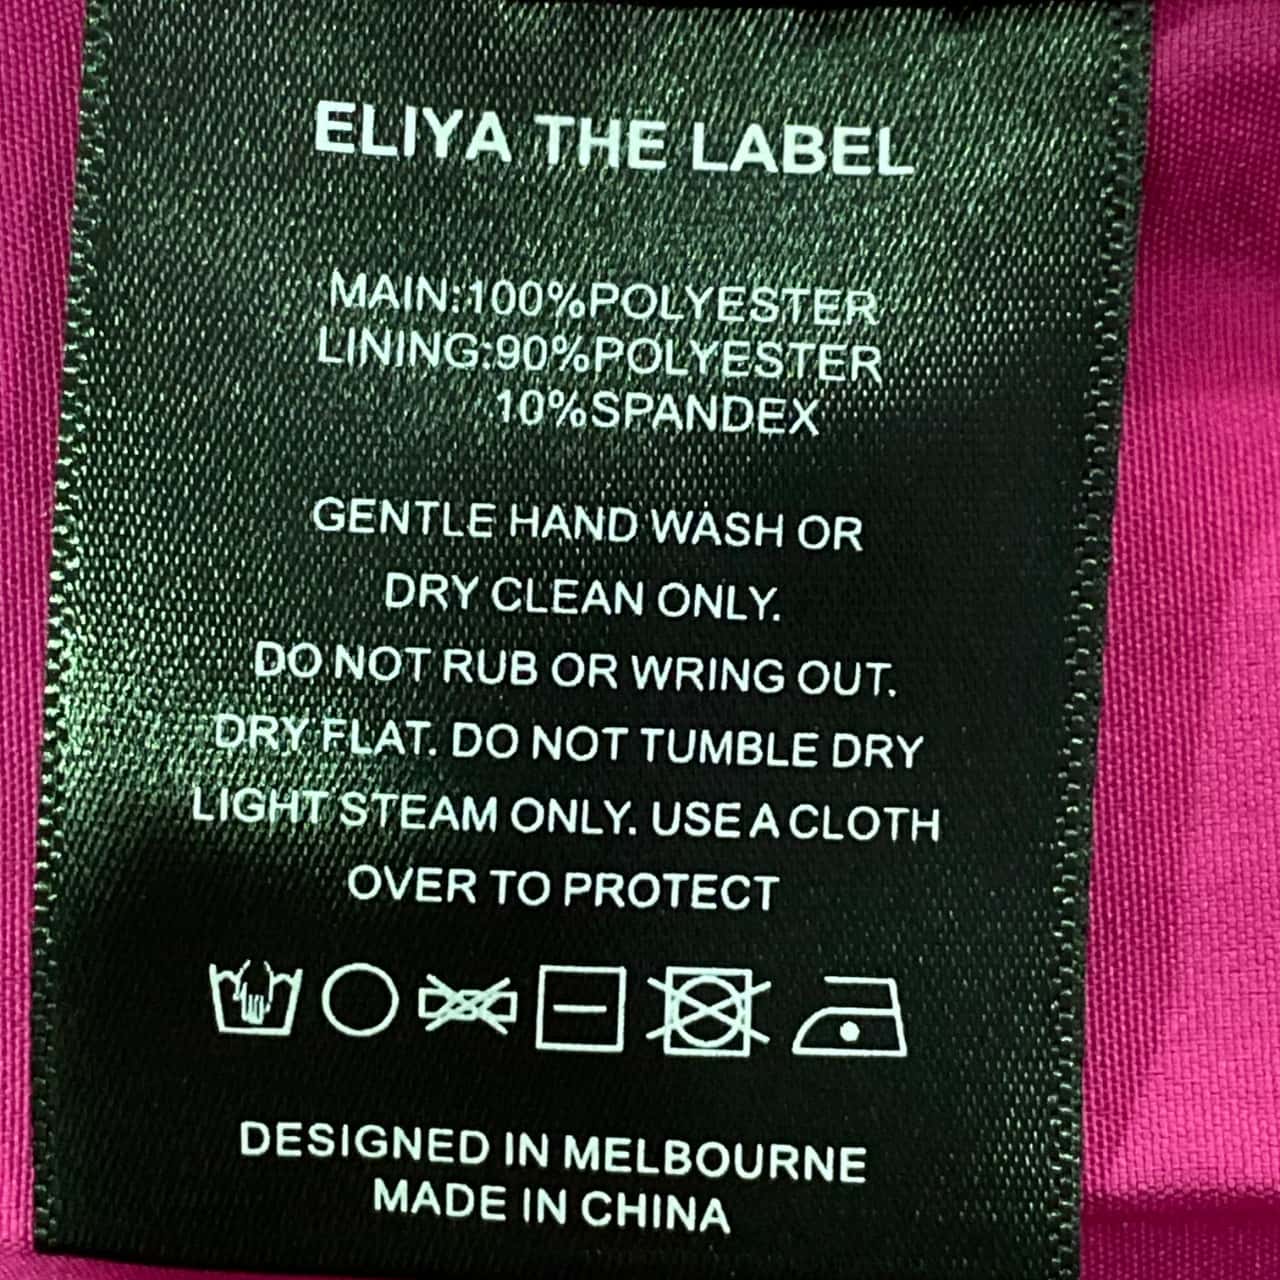 ELIYA THE LABEL
MAIN:100%POLYESTER
LINING:90%POLYESTER
10%SPANDEX
GENTLE HAND WASH OR
DRY CLEAN ONLY.
DO NOT RUB OR WRING OUT.
DRY FLAT. DO NOT TUMBLE DRY
LIGHT STEAM ONLY. USE A CLOTH
OVER TO PROTECT
DESIGNED IN MELBOURNE
MADE IN CHINA